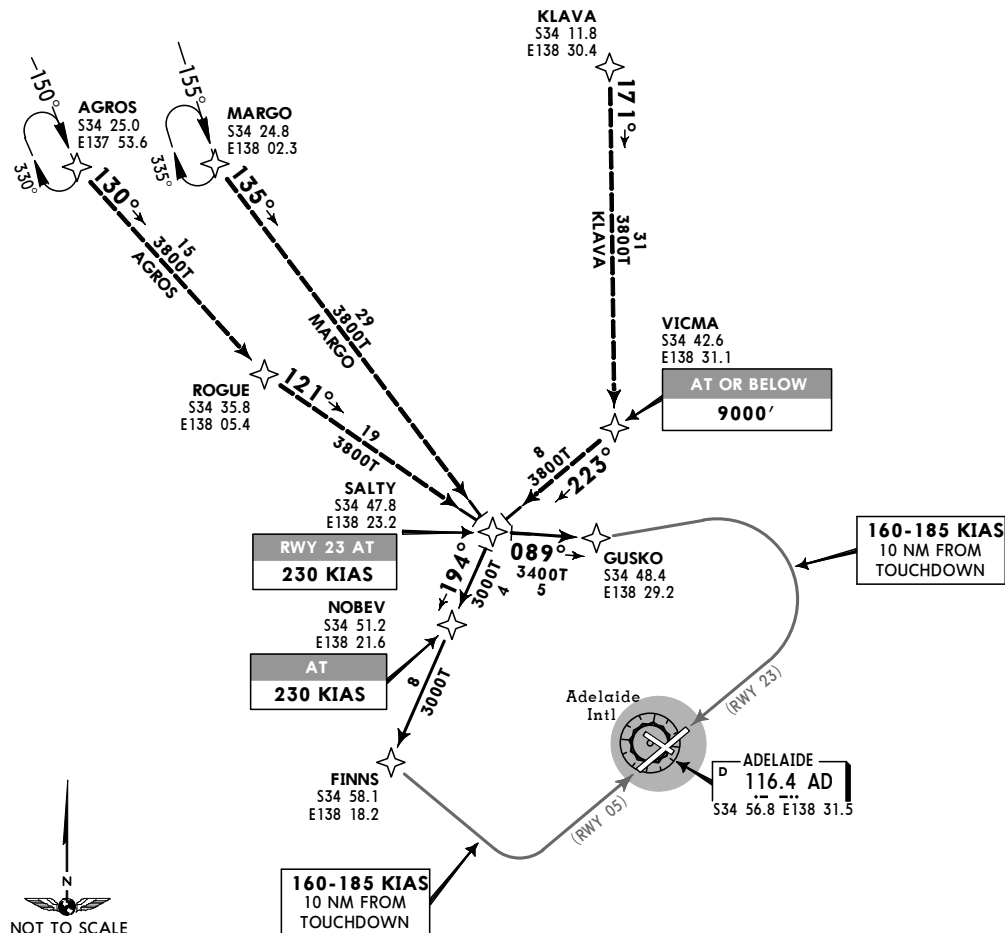 KLAVA
S34 11.8
E138 30.4
171°
31
3800T
KLAVA
–150°
AGROS
S34 25.0
E137 53.6
330°
130°
15
3800T
AGROS
–155°
MARGO
S34 24.8
E138 02.3
335°
135°
29
3800T
MARGO
VICMA
S34 42.6
E138 31.1
AT OR BELOW
9000′
ROGUE
S34 35.8
E138 05.4
121°
19
3800T
8
3800T
223°
SALTY
S34 47.8
E138 23.2
RWY 23 AT
230 KIAS
089°
3400T
5
GUSKO
S34 48.4
E138 29.2
160-185 KIAS
10 NM FROM
TOUCHDOWN
194°
3000T
4
NOBEV
S34 51.2
E138 21.6
AT
230 KIAS
8
3000T
Adelaide
Intl
(RWY 23)
FINNS
S34 58.1
E138 18.2
(RWY 05)
ADELAIDE
D
116.4 AD
S34 56.8 E138 31.5
160-185 KIAS
10 NM FROM
TOUCHDOWN
N
NOT TO SCALE